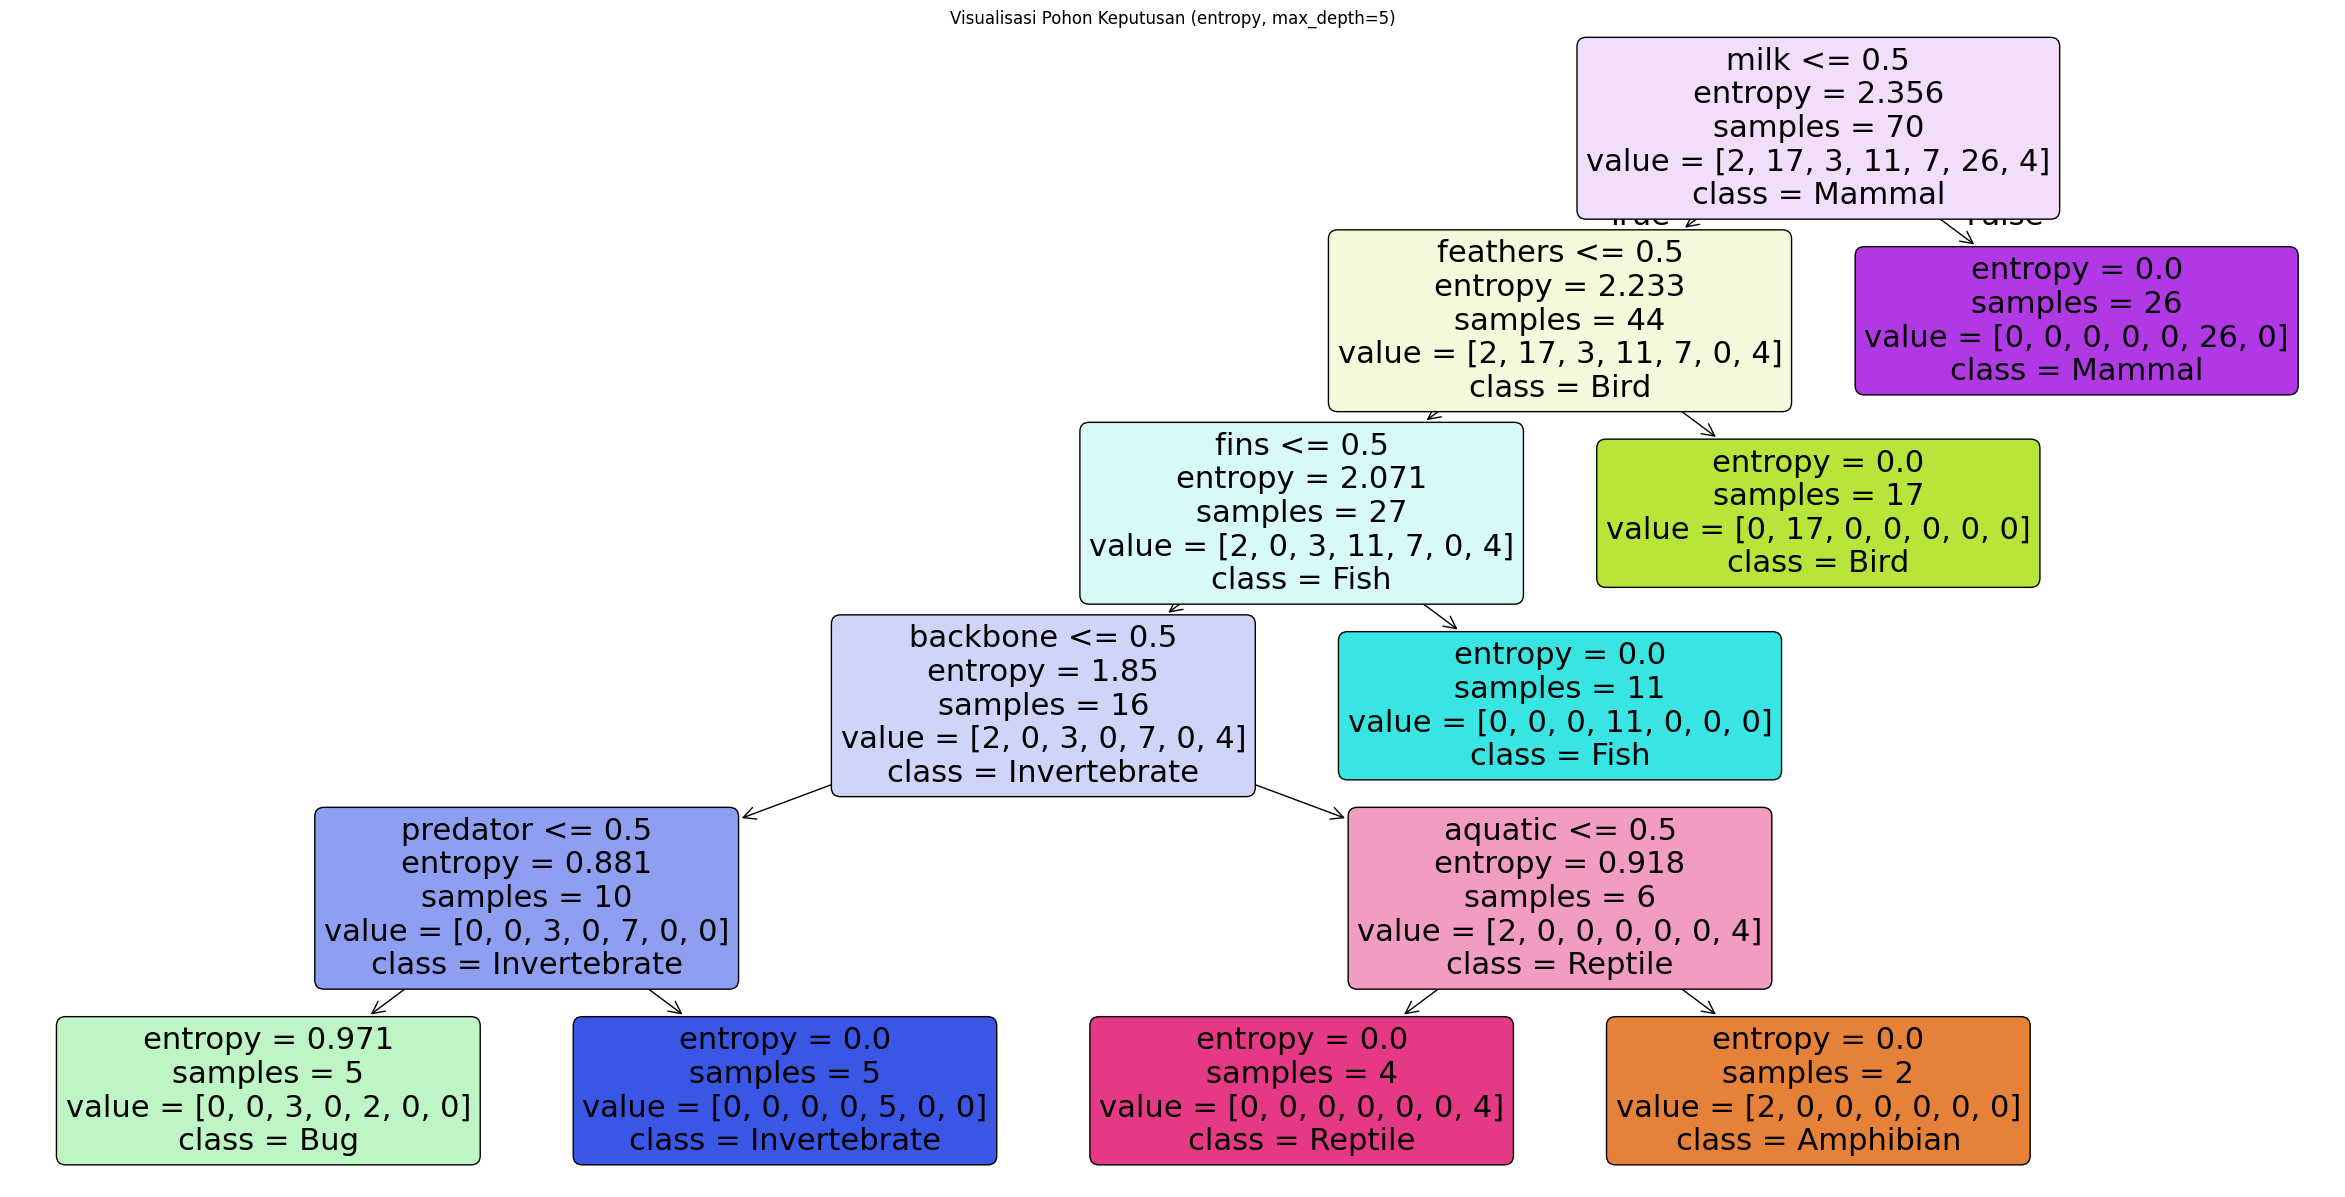 Visualisasi Pohon Keputusan (entropy, max_depth=5)
milk <= 0.5
entropy = 2.356
samples = 70
value = [2, 17, 3, 11, 7, 26, 4]
class = Mammal
True
False
feathers <= 0.5
entropy = 2.233
samples = 44
value = [2, 17, 3, 11, 7, 0, 4]
class = Bird
entropy = 0.0
samples = 26
value = [0, 0, 0, 0, 0, 26, 0]
class = Mammal
fins <= 0.5
entropy = 2.071
samples = 27
value = [2, 0, 3, 11, 7, 0, 4]
class = Fish
entropy = 0.0
samples = 17
value = [0, 17, 0, 0, 0, 0, 0]
class = Bird
backbone <= 0.5
entropy = 1.85
samples = 16
value = [2, 0, 3, 0, 7, 0, 4]
class = Invertebrate
entropy = 0.0
samples = 11
value = [0, 0, 0, 11, 0, 0, 0]
class = Fish
predator <= 0.5
entropy = 0.881
samples = 10
value = [0, 0, 3, 0, 7, 0, 0]
class = Invertebrate
aquatic <= 0.5
entropy = 0.918
samples = 6
value = [2, 0, 0, 0, 0, 0, 4]
class = Reptile
entropy = 0.971
samples = 5
value = [0, 0, 3, 0, 2, 0, 0]
class = Bug
entropy = 0.0
samples = 5
value = [0, 0, 0, 0, 5, 0, 0]
class = Invertebrate
entropy = 0.0
samples = 4
value = [0, 0, 0, 0, 0, 0, 4]
class = Reptile
entropy = 0.0
samples = 2
value = [2, 0, 0, 0, 0, 0, 0]
class = Amphibian